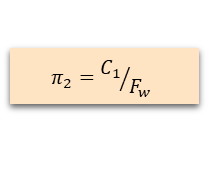 π₂ = C₁/F_w